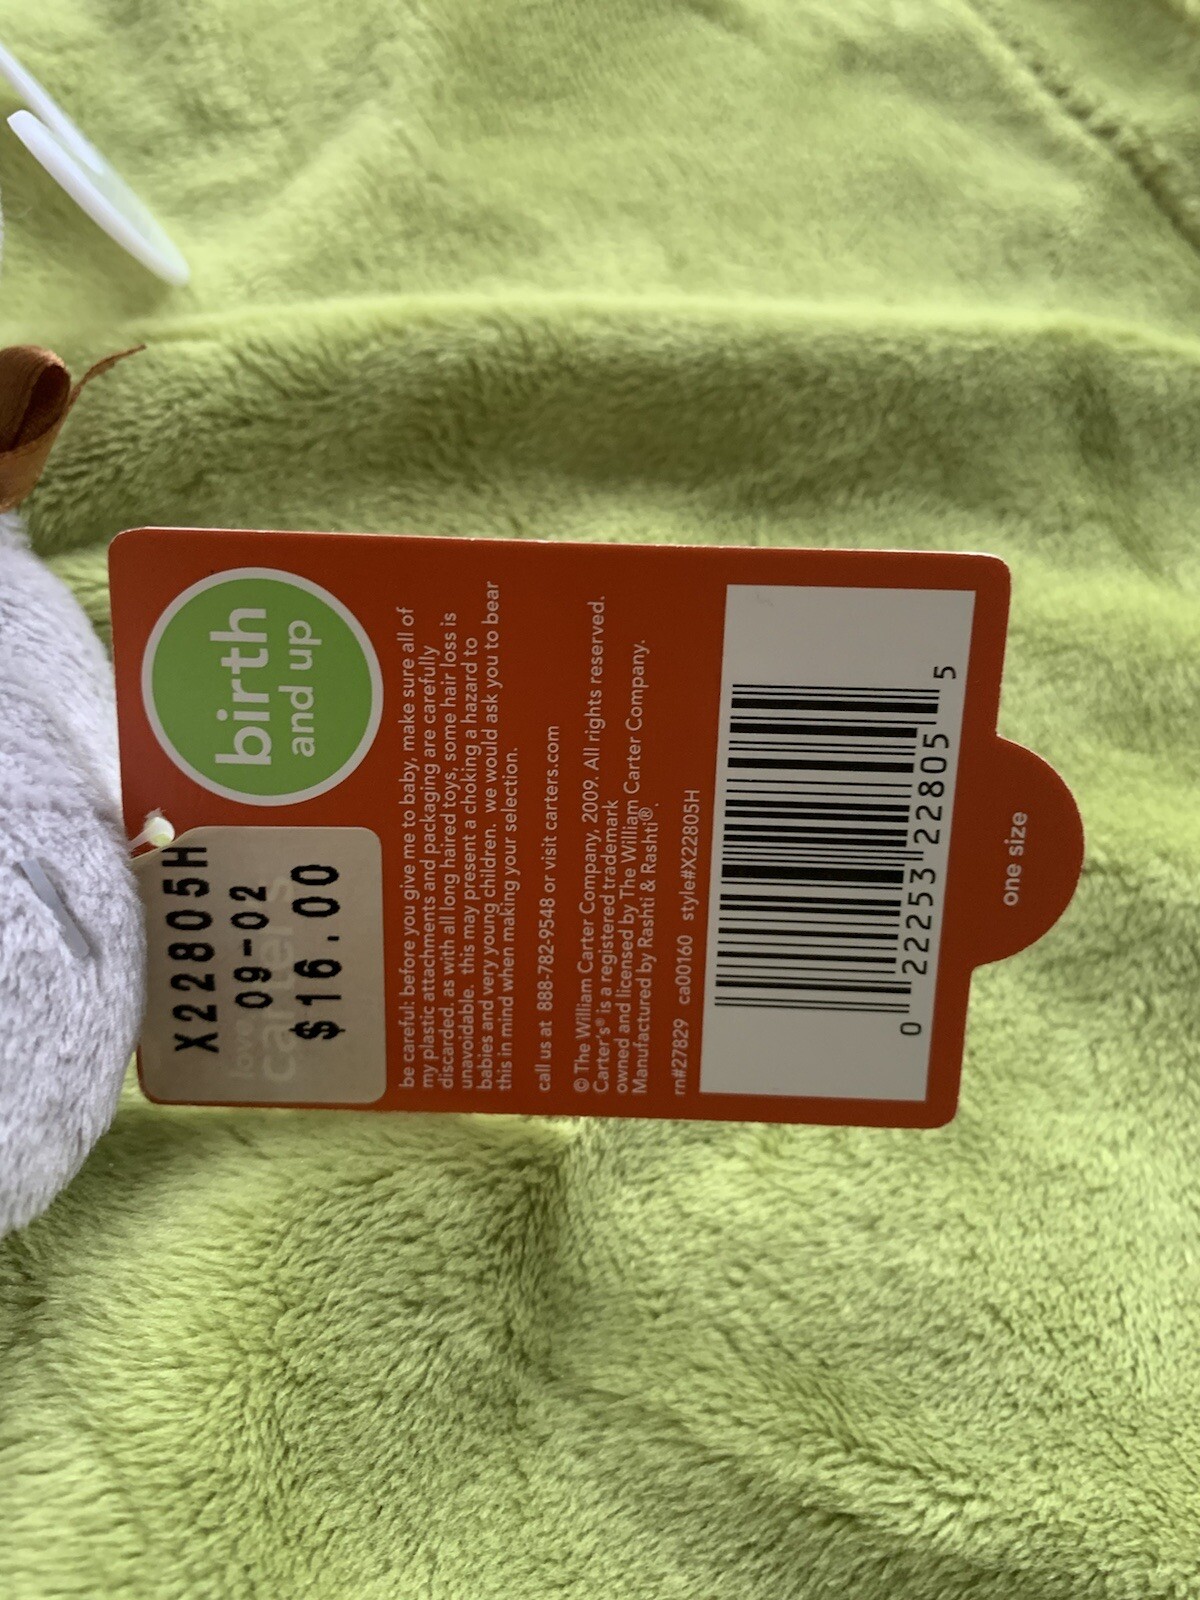 birth
and up
X22805H
09-02
$16.00
love,
carter's
be careful: before you give me to baby, make sure all of
my plastic attachments and packaging are carefully
discarded. as with all long haired toys, some hair loss is
unavoidable. this may present a choking a hazard to
babies and very young children. we would ask you to bear
this in mind when making your selection.
call us at 888-782-9548 or visit carters.com
© The William Carter Company, 2009. All rights reserved.
Carter's® is a registered trademark
owned and licensed by The William Carter Company.
Manufactured by Rashti & Rashti®.
rn#27829 ca00160 style#X22805H
0 22253 22805 5
one size